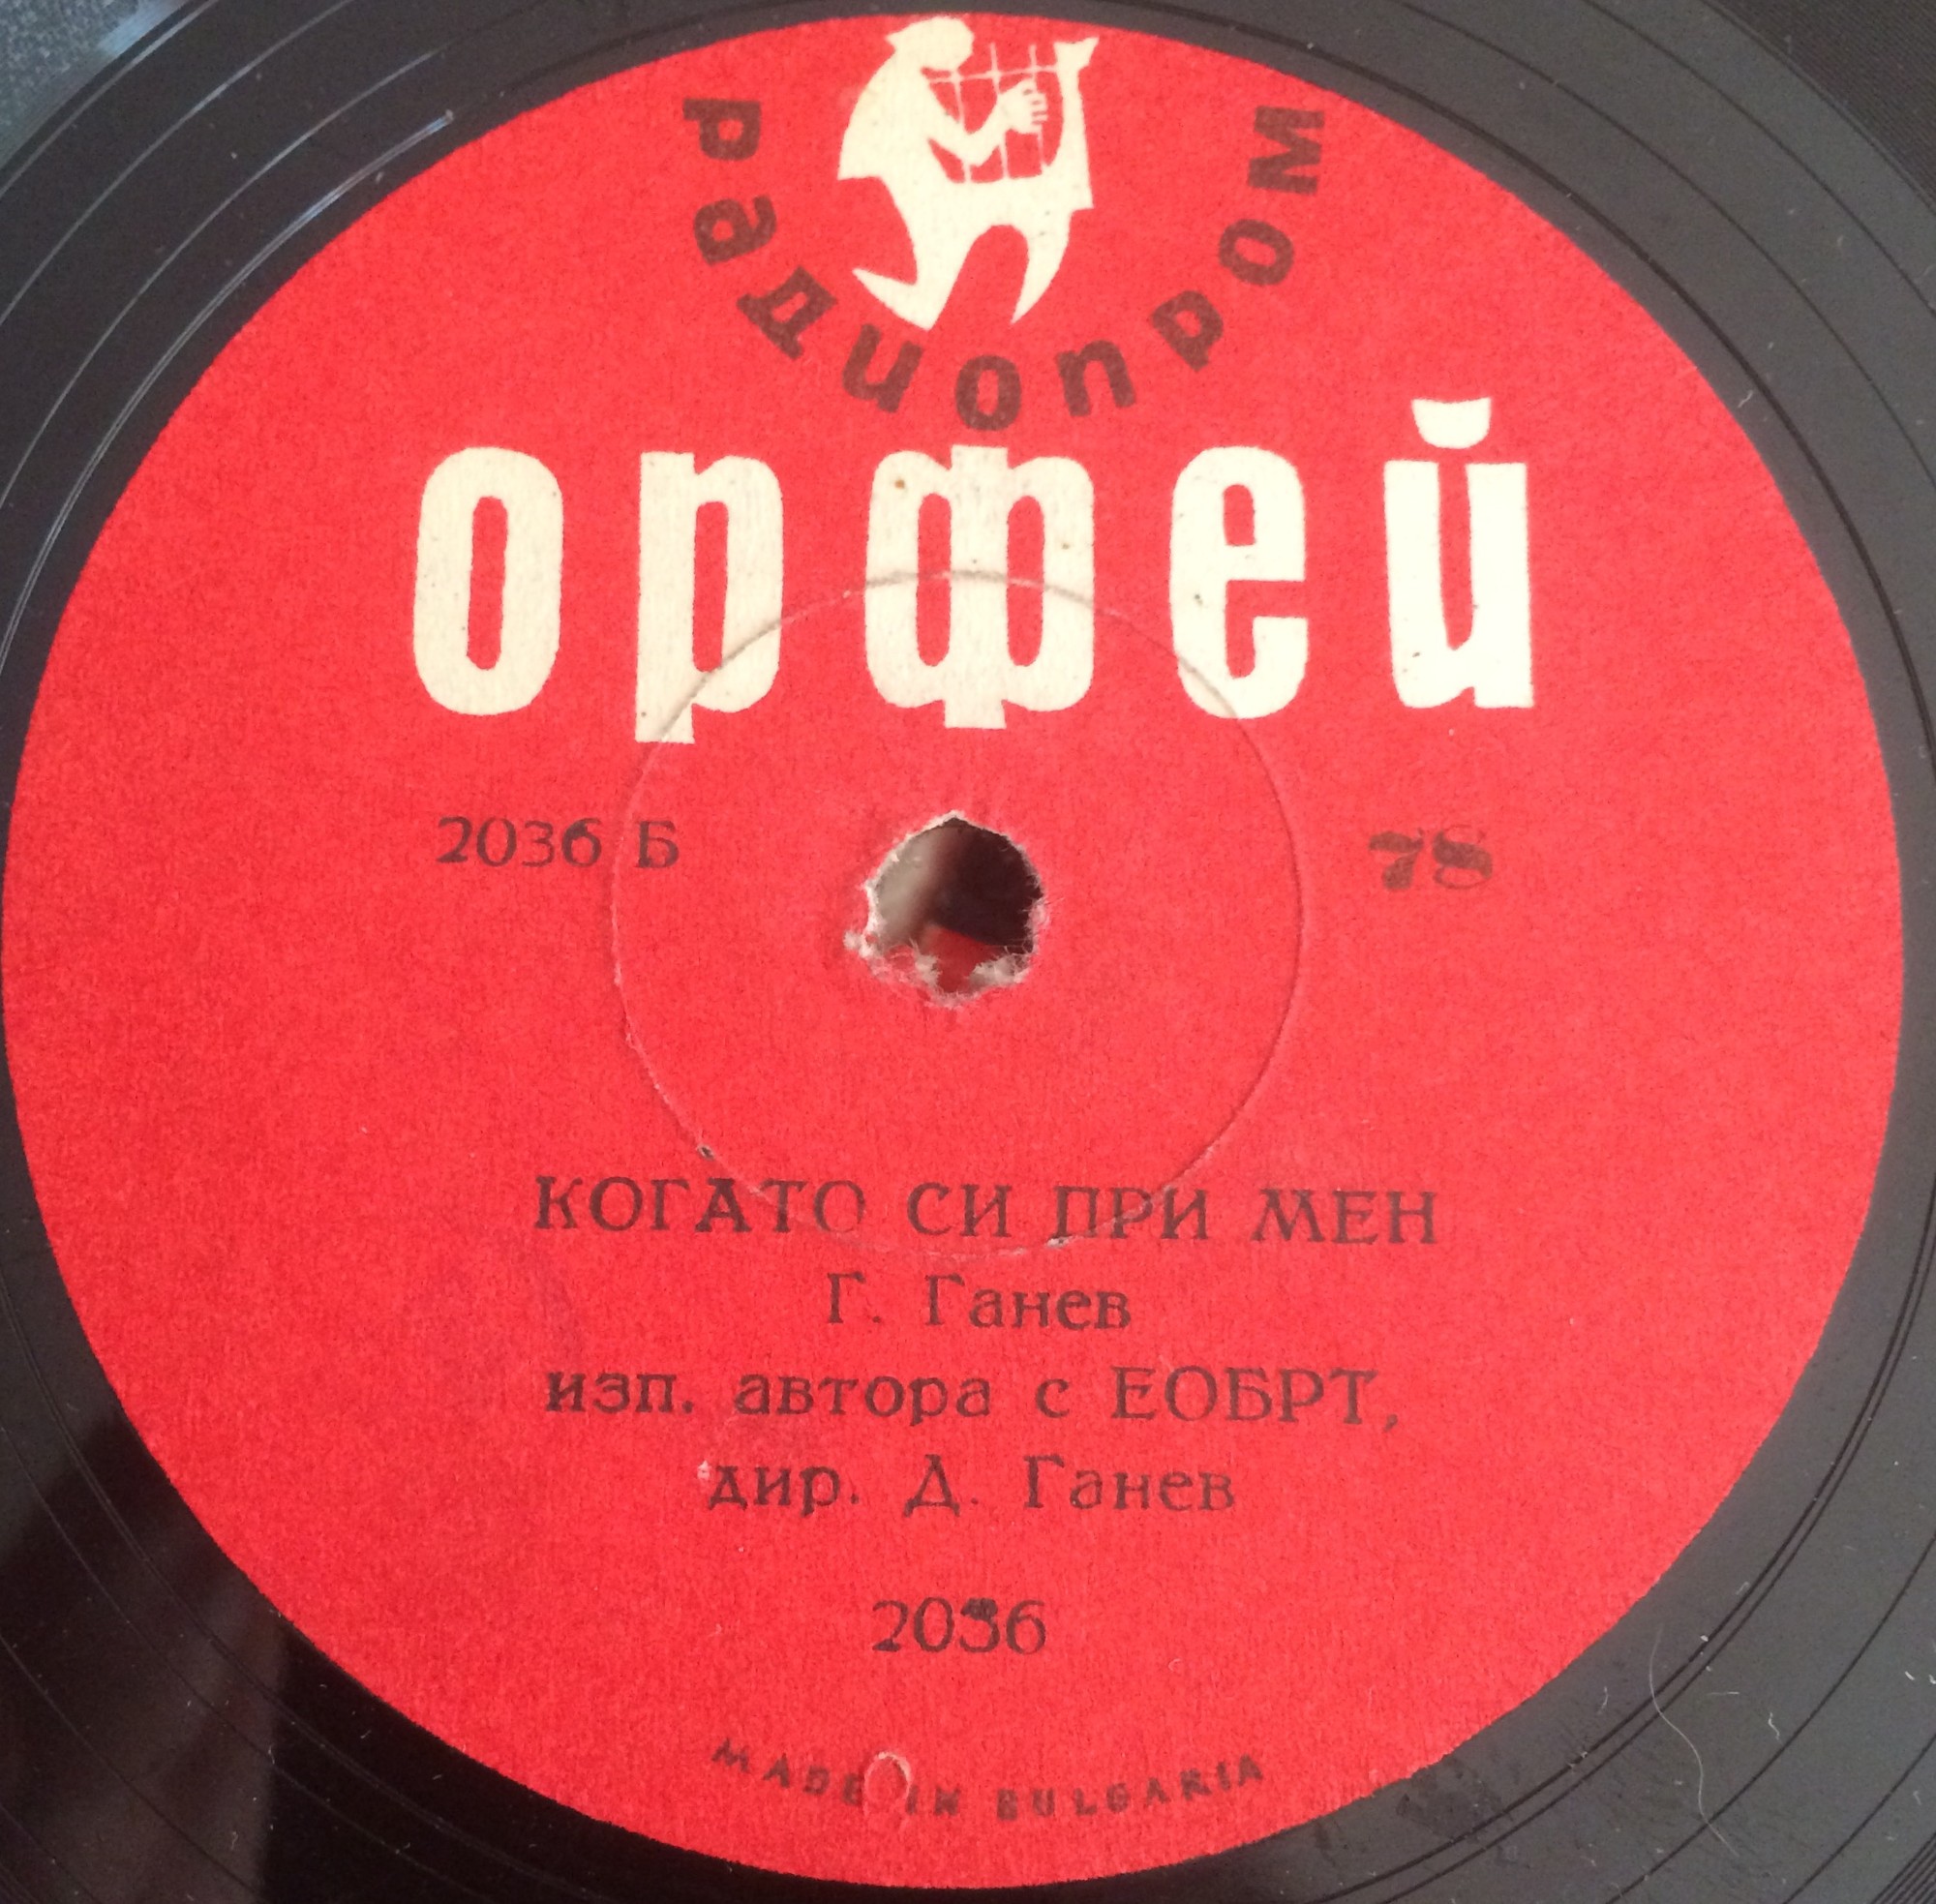 радиопром
орфей
2036 Б
78
КОГАТО СИ ПРИ МЕН
Г. Ганев
изп. автора с ЕОБРТ,
дир. Д. Ганев
2036
MADE IN BULGARIA